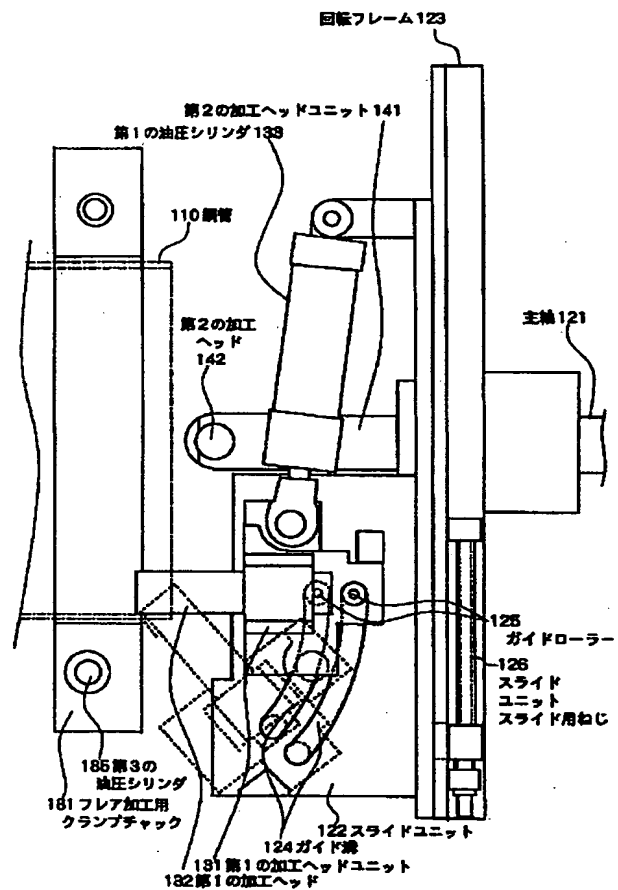 回転フレーム123
第2の加工ヘッドユニット141
第1の油圧シリンダ133
110鋼管
第2の加工
ヘッド
142
主軸121
125
ガイドローラー
126
スライド
ユニット
スライド用ねじ
185第3の
油圧シリンダ
181フレア加工用
クランプチャック
122スライドユニット
124ガイド溝
131第1の加工ヘッドユニット
132第1の加工ヘッド